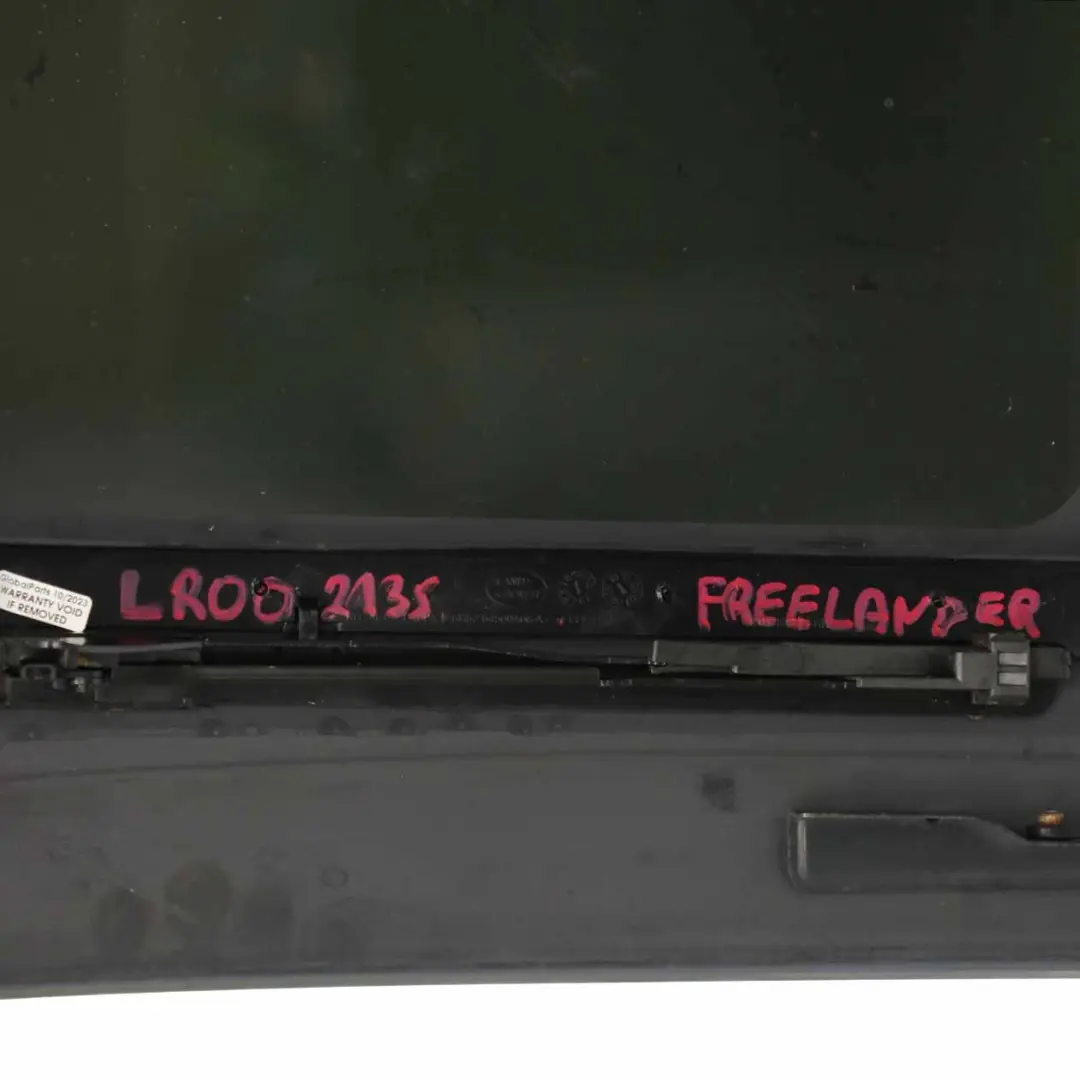 GlobalParts 10/2023
WARRANTY VOID
IF REMOVED
LR00 2135
FREELANDER